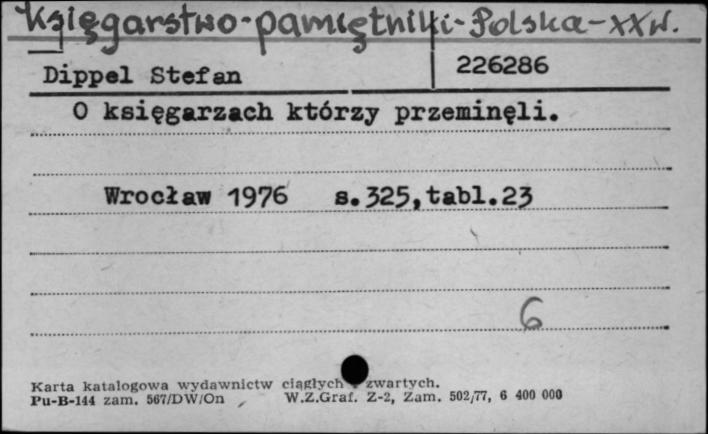 Księgarstwo-pamiętniki-Polska-XXw.
Dippel Stefan 226286
O księgarzach którzy przeminęli.
Wrocław 1976 s.325,tabl.23
6
Karta katalogowa wydawnictw ciągłych zwartych.
Pu-B-144 zam. 567/DW/On W.Z.Graf. Z-2, Zam. 502/77, 6 400 000